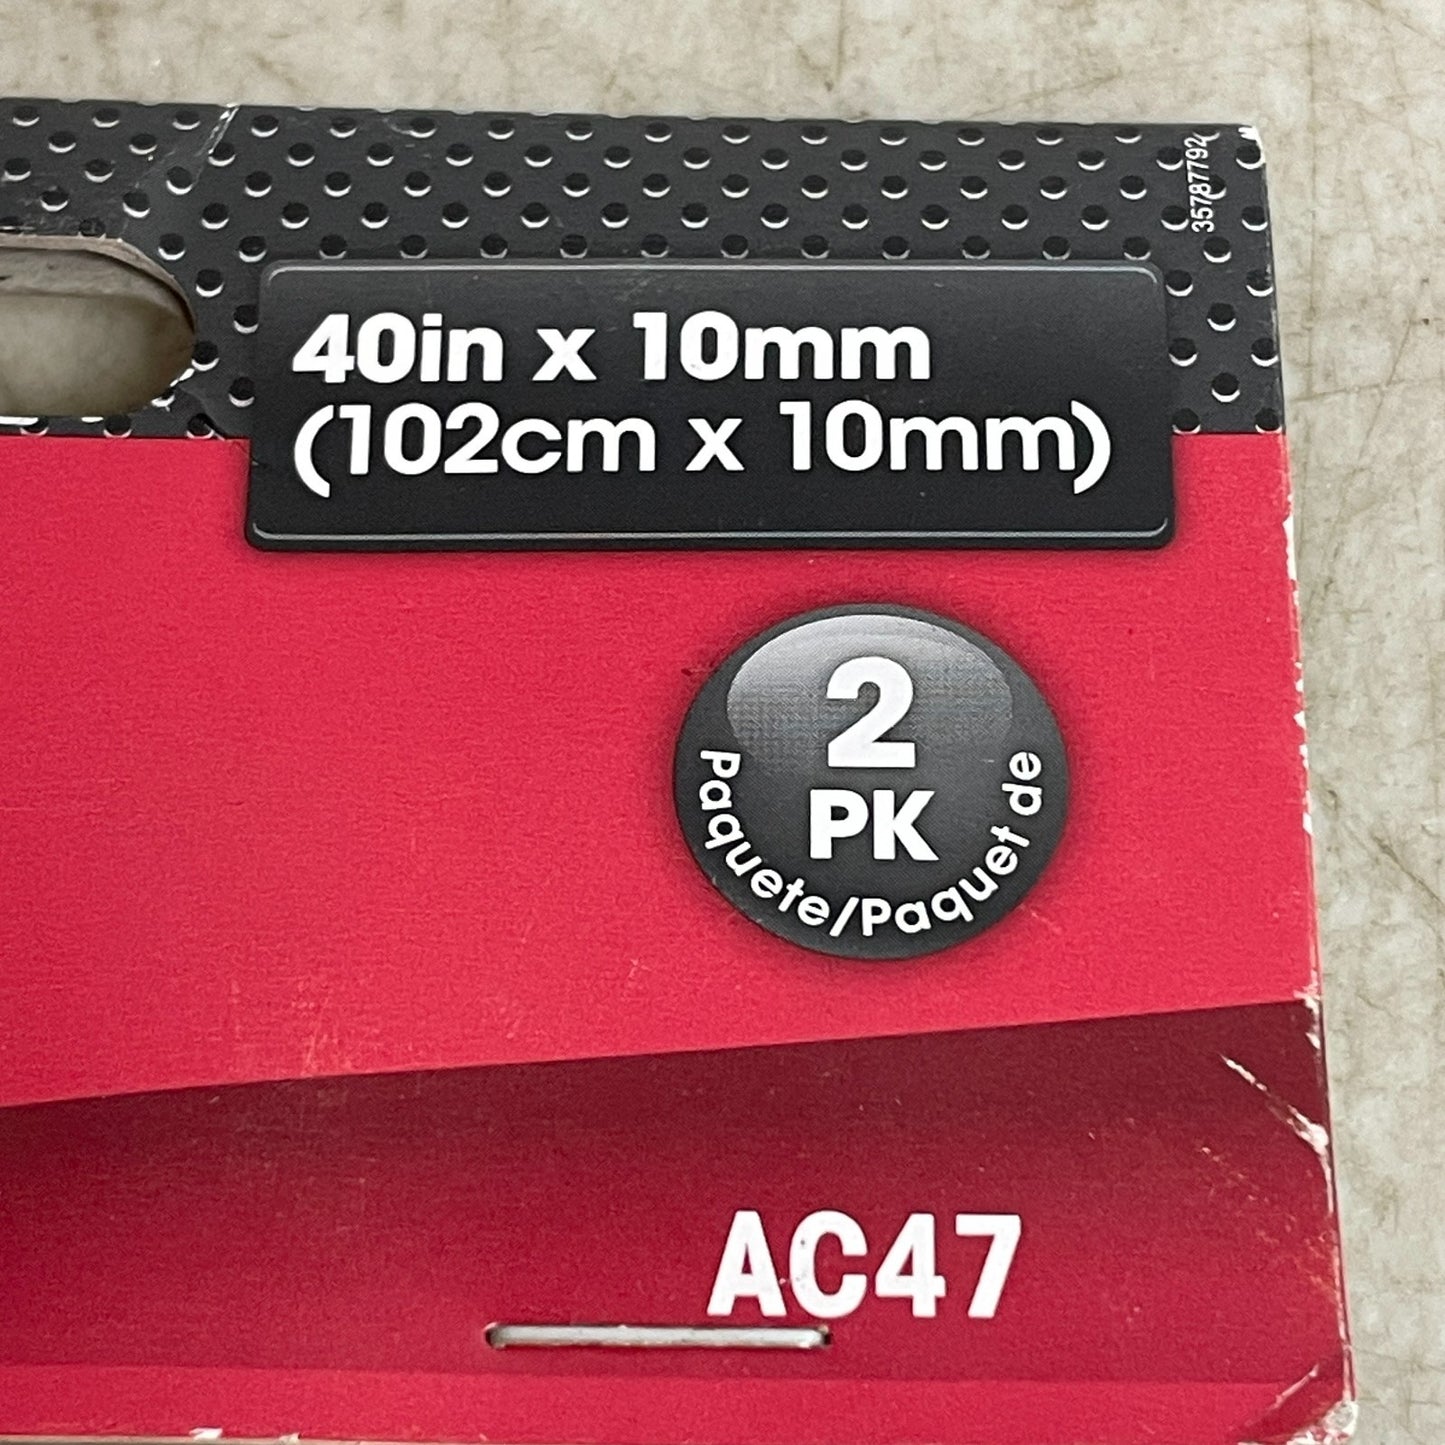 35787792
40in x 10mm
(102cm x 10mm)
2
PK
Paquete/Paquet de
AC47